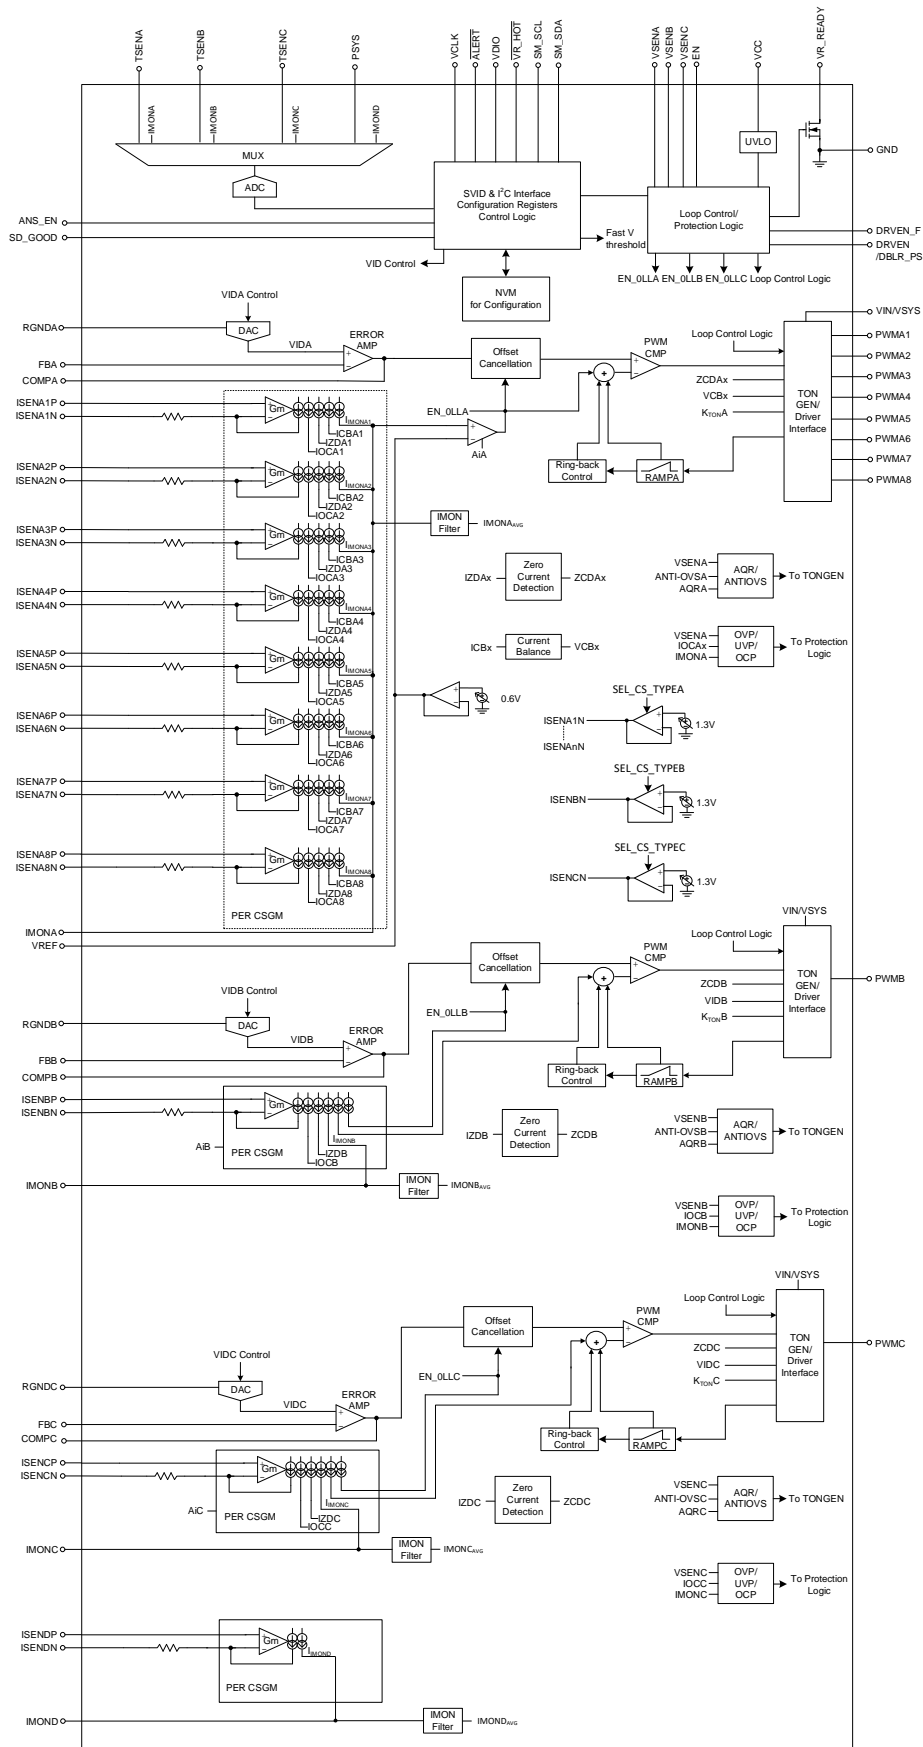 TSENA
TSENB
TSENC
PSYS
VCLK
ALERT
VDIO
VR_HOT
SM_SCL
SM_SDA
VSENA
VSENB
VSENC
EN
VCC
VR_READY
IMONA
IMONB
IMONC
IMOND
MUX
ADC
UVLO
GND
SVID & I²C Interface
Configuration Registers
Control Logic
Loop Control/
Protection Logic
ANS_EN
SD_GOOD
DRVEN_F
DRVEN
/DBLR_PS
Fast V
threshold
VID Control
EN_0LLA EN_0LLB EN_0LLC Loop Control Logic
NVM
for Configuration
VIDA Control
VIN/VSYS
RGNDA
DAC
VIDA
ERROR
AMP
FBA
COMPA
Offset
Cancellation
PWM
CMP
Loop Control Logic
ZCDAx
VCBx
KTONA
TON
GEN/
Driver
Interface
PWMA1
PWMA2
PWMA3
PWMA4
PWMA5
PWMA6
PWMA7
PWMA8
EN_0LLA
AiA
Ring-back
Control
RAMPA
ISENA1P
ISENA1N
Gm
IIMONA1
ICBA1
IZDA1
IOCA1
ISENA2P
ISENA2N
Gm
IIMONA2
ICBA2
IZDA2
IOCA2
ISENA3P
ISENA3N
Gm
IIMONA3
ICBA3
IZDA3
IOCA3
ISENA4P
ISENA4N
Gm
IIMONA4
ICBA4
IZDA4
IOCA4
ISENA5P
ISENA5N
Gm
IIMONA5
ICBA5
IZDA5
IOCA5
ISENA6P
ISENA6N
Gm
IIMONA6
ICBA6
IZDA6
IOCA6
ISENA7P
ISENA7N
Gm
IIMONA7
ICBA7
IZDA7
IOCA7
ISENA8P
ISENA8N
Gm
IIMONA8
ICBA8
IZDA8
IOCA8
PER CSGM
IMON
Filter
IMONAAVG
IZDAx
Zero
Current
Detection
ZCDAx
VSENA
ANTI-OVSA
AQRA
AQR/
ANTIOVS
To TONGEN
ICBx
Current
Balance
VCBx
VSENA
IOCAx
IMONA
OVP/
UVP/
OCP
To Protection
Logic
0.6V
SEL_CS_TYPEA
ISENA1N
ISENAnN
1.3V
SEL_CS_TYPEB
ISENBN
1.3V
SEL_CS_TYPEC
ISENCN
1.3V
IMONA
VREF
VIN/VSYS
Offset
Cancellation
PWM
CMP
Loop Control Logic
ZCDB
VIDB
KTONB
TON
GEN/
Driver
Interface
PWMB
VIDB Control
RGNDB
DAC
VIDB
ERROR
AMP
FBB
COMPB
EN_0LLB
Ring-back
Control
RAMPB
ISENBP
ISENBN
Gm
AiB
PER CSGM
IIMONB
IZDB
IOCB
IZDB
Zero
Current
Detection
ZCDB
VSENB
ANTI-OVSB
AQRB
AQR/
ANTIOVS
To TONGEN
IMONB
IMON
Filter
IMONBAVG
VSENB
IOCB
IMONB
OVP/
UVP/
OCP
To Protection
Logic
VIN/VSYS
Offset
Cancellation
PWM
CMP
Loop Control Logic
ZCDC
VIDC
KTONC
TON
GEN/
Driver
Interface
PWMC
VIDC Control
RGNDC
DAC
VIDC
ERROR
AMP
FBC
COMPC
EN_0LLC
Ring-back
Control
RAMPC
ISENCP
ISENCN
Gm
AiC
PER CSGM
IIMONC
IZDC
IOCC
IZDC
Zero
Current
Detection
ZCDC
VSENC
ANTI-OVSC
AQRC
AQR/
ANTIOVS
To TONGEN
IMONC
IMON
Filter
IMONCAVG
VSENC
IOCC
IMONC
OVP/
UVP/
OCP
To Protection
Logic
ISENDP
ISENDN
Gm
IIMOND
PER CSGM
IMOND
IMON
Filter
IMONDAVG